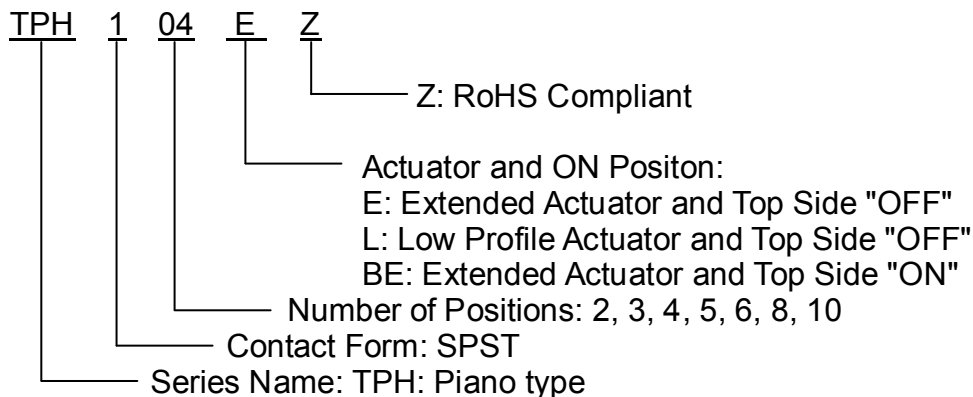 TPH 1 04 E Z
Z: RoHS Compliant
Actuator and ON Positon:
E: Extended Actuator and Top Side "OFF"
L: Low Profile Actuator and Top Side "OFF"
BE: Extended Actuator and Top Side "ON"
Number of Positions: 2, 3, 4, 5, 6, 8, 10
Contact Form: SPST
Series Name: TPH: Piano type